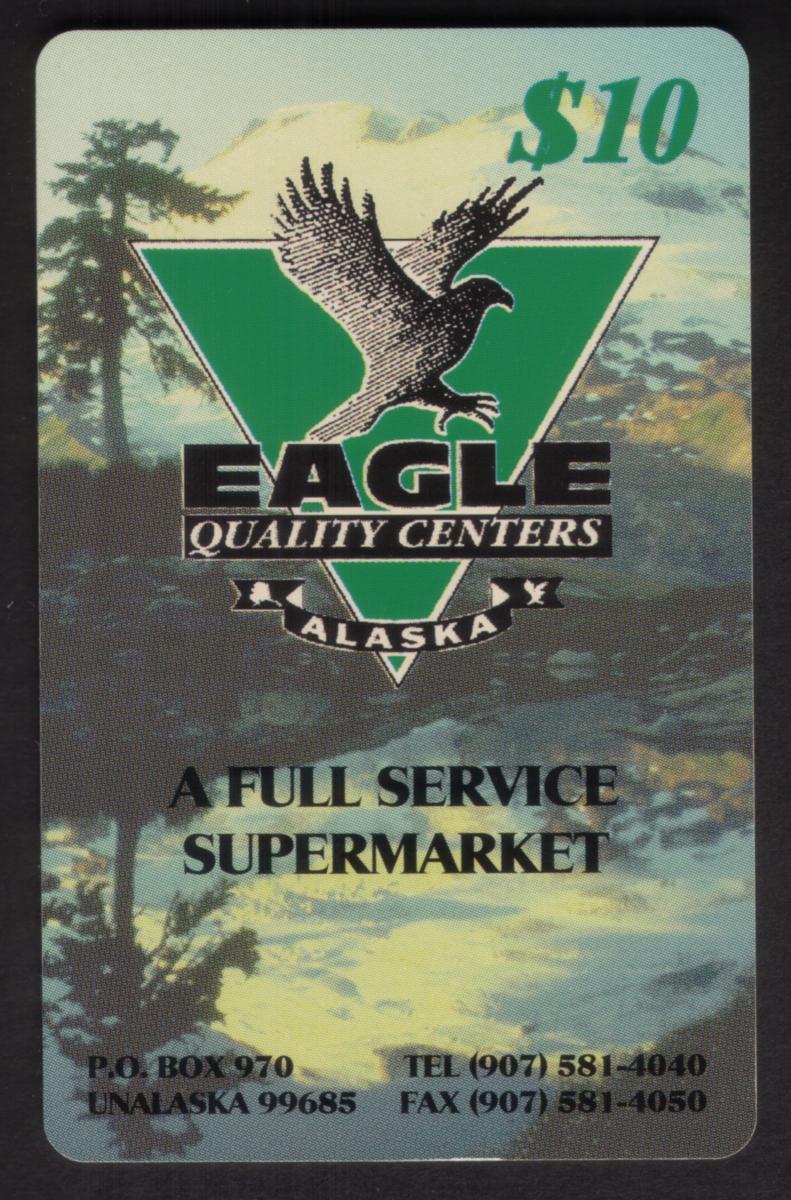 $10
EAGLE
QUALITY CENTERS
ALASKA
A FULL SERVICE
SUPERMARKET
P.O. BOX 970 TEL (907) 581-4040
UNALASKA 99685 FAX (907) 581-4050